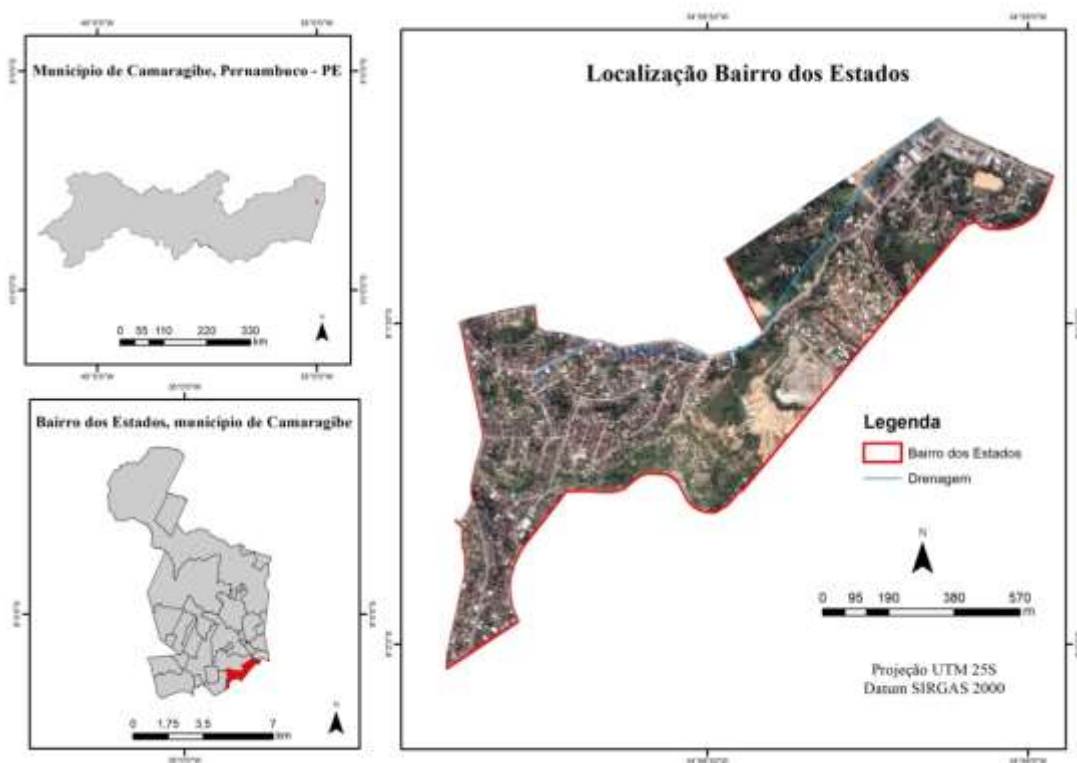 Município de Camaragibe, Pernambuco - PE
0 55 110 220 330
km
Bairro dos Estados, município de Camaragibe
N
0 1,75 3,5 7
km
Localização Bairro dos Estados
Legenda
Bairro dos Estados
Drenagem
N
0 95 190 380 570
m
Projeção UTM 25S
Datum SIRGAS 2000